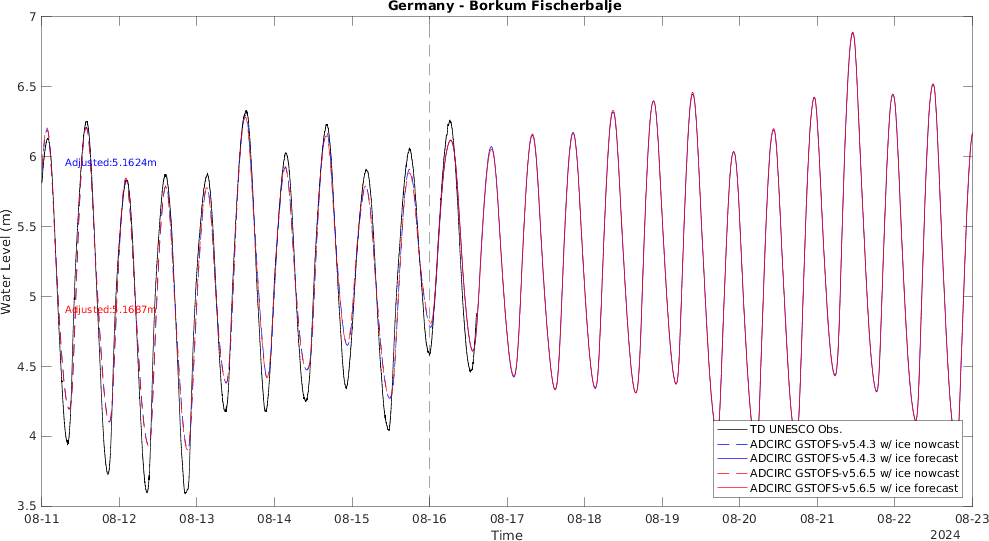 Germany - Borkum Fischerbalje
Water Level (m)
7
6.5
6
5.5
5
4.5
4
3.5
Adjusted:5.1624m
Adjusted:5.1687m
TD UNESCO Obs.
ADCIRC GSTOFS-v5.4.3 w/ ice nowcast
ADCIRC GSTOFS-v5.4.3 w/ ice forecast
ADCIRC GSTOFS-v5.6.5 w/ ice nowcast
ADCIRC GSTOFS-v5.6.5 w/ ice forecast
08-11 08-12 08-13 08-14 08-15 08-16 08-17 08-18 08-19 08-20 08-21 08-22 08-23
Time
2024